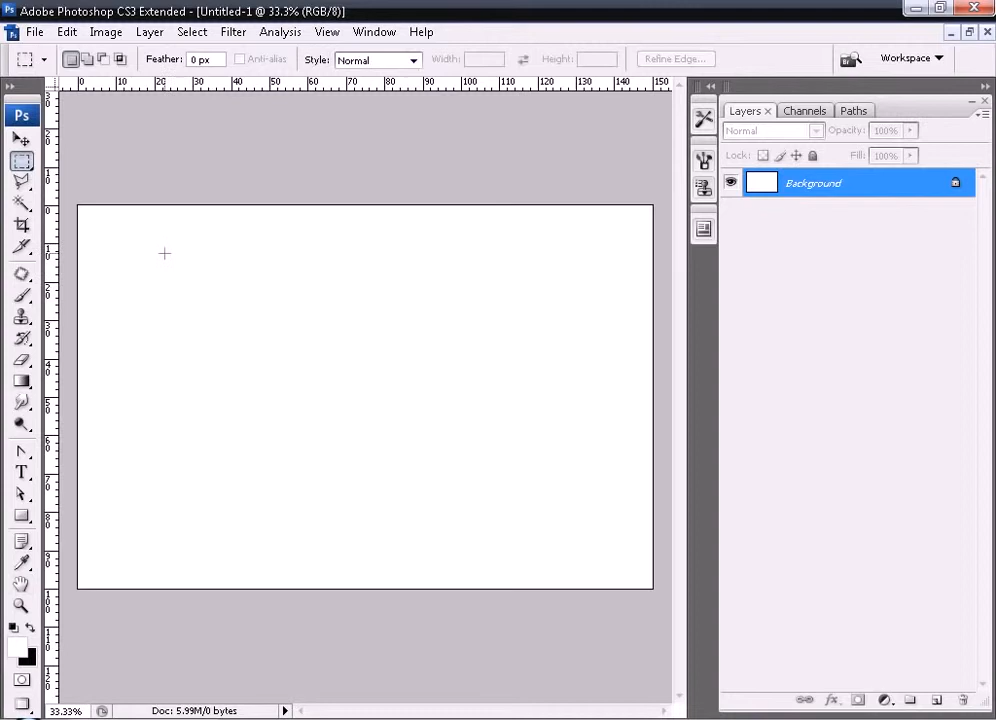 Ps Adobe Photoshop CS3 Extended - [Untitled-1 @ 33.3% (RGB/8)]
File Edit Image Layer Select Filter Analysis View Window Help
Feather: 0 px Anti-alias Style: Normal Width: Height: Refine Edge... Br Workspace
0 10 20 30 40 50 60 70 80 90 100 110 120 130 140 150
Ps
Layers Channels Paths
Normal Opacity: 100%
Lock: Fill: 100%
Background
T
33.33% Doc: 5.99M/0 bytes